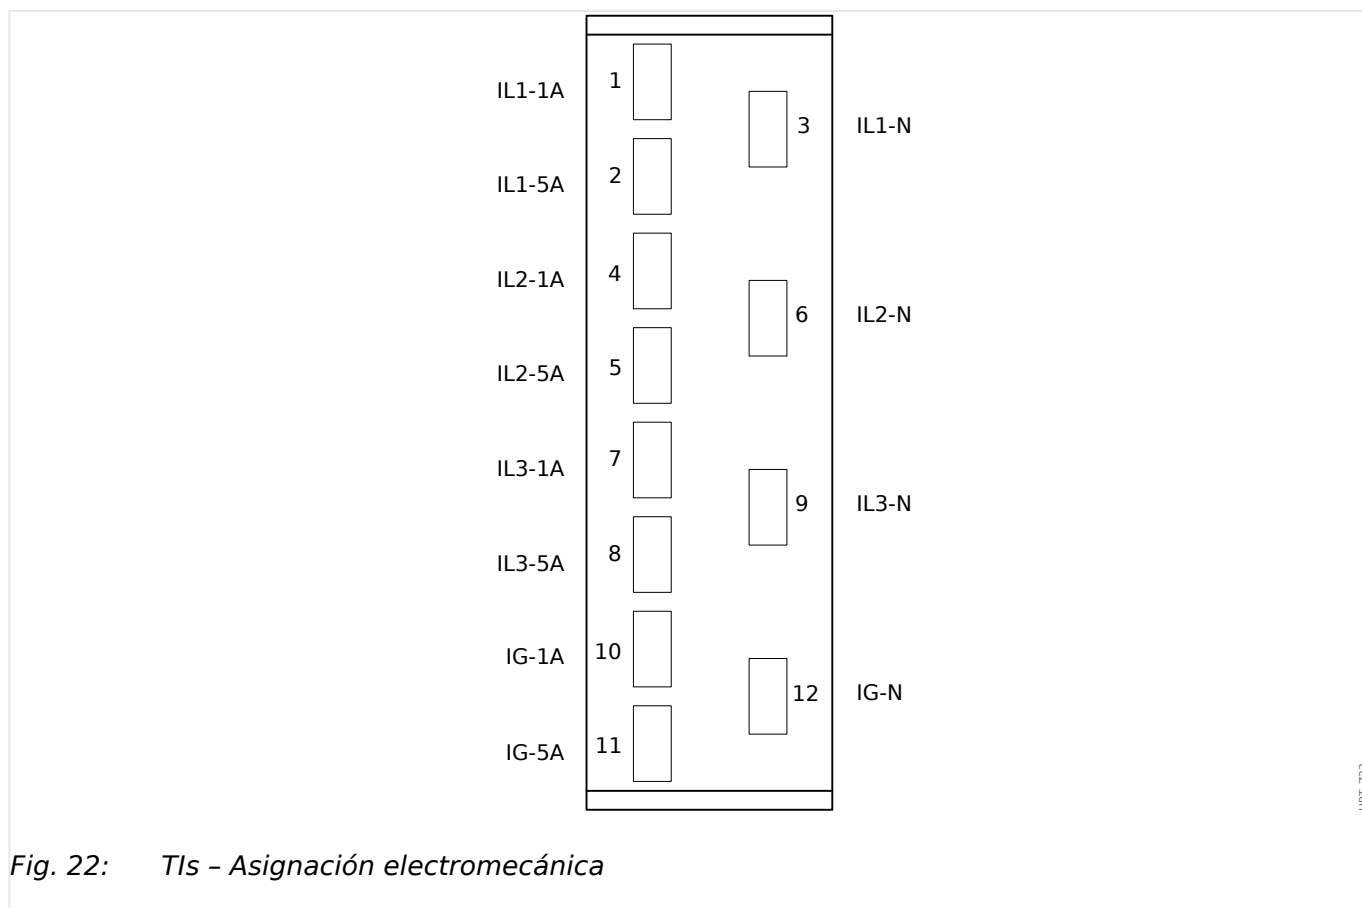 IL1-1A 1
3 IL1-N
IL1-5A 2
IL2-1A 4
6 IL2-N
IL2-5A 5
IL3-1A 7
9 IL3-N
IL3-5A 8
IG-1A 10
12 IG-N
IG-5A 11
Fig. 22: TIs – Asignación electromecánica